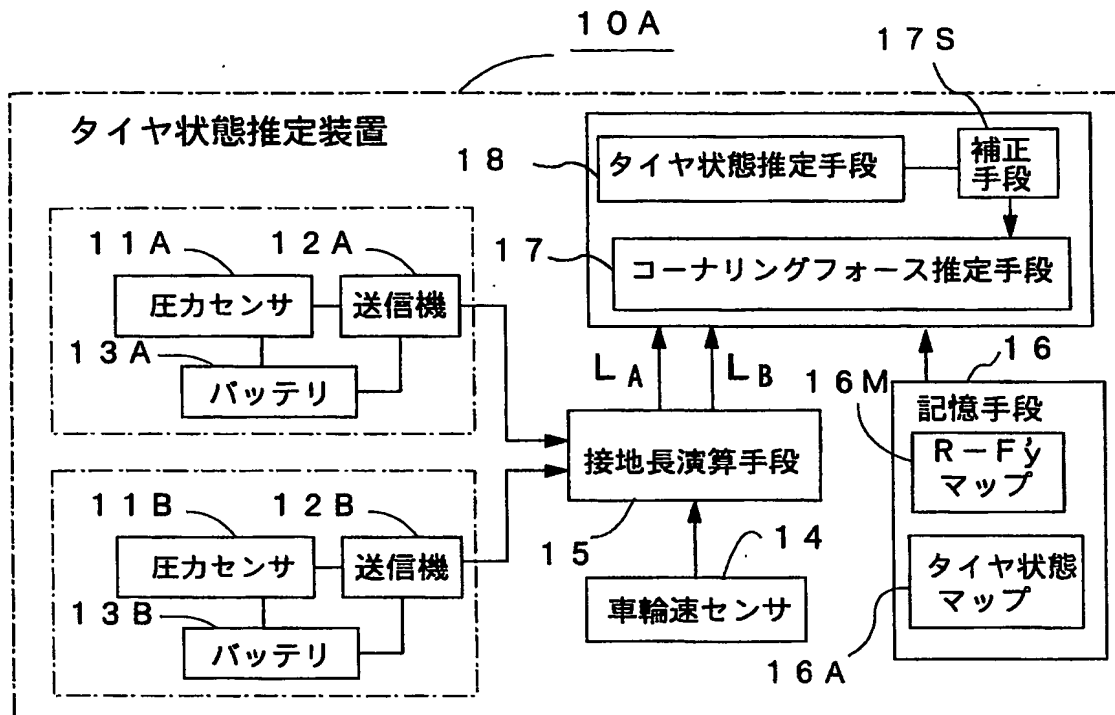 10A
17S
タイヤ状態推定装置
18
タイヤ状態推定手段
補正
手段
11A
12A
17
コーナリングフォース推定手段
圧力センサ
送信機
13A
バッテリ
LA
LB
16
16M
記憶手段
R-Fy'
マップ
接地長演算手段
11B
12B
15
14
圧力センサ
送信機
タイヤ状態
マップ
13B
車輪速センサ
バッテリ
16A